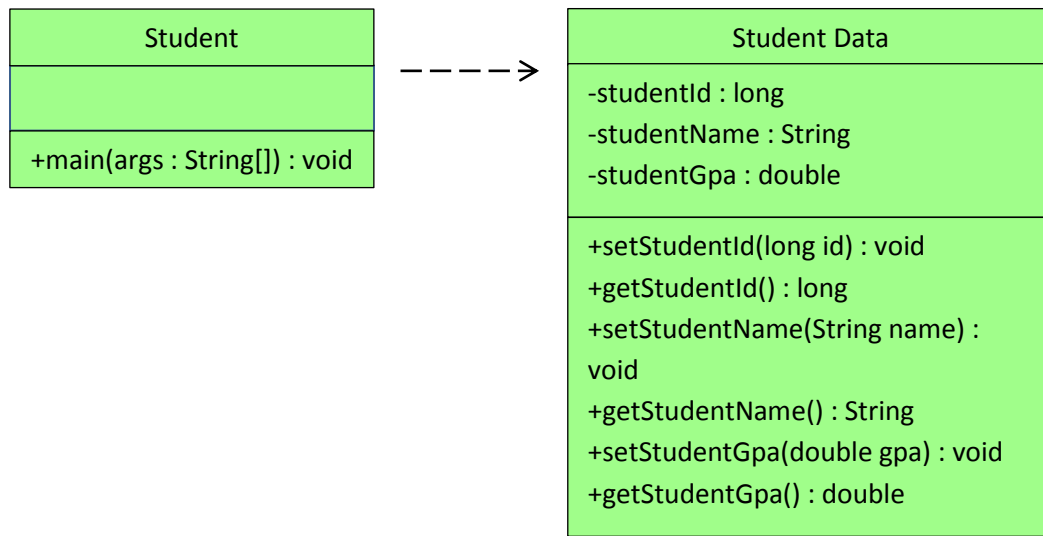 Student
+main(args : String[]) : void
Student Data
-studentId : long
-studentName : String
-studentGpa : double
+setStudentId(long id) : void
+getStudentId() : long
+setStudentName(String name) :
void
+getStudentName() : String
+setStudentGpa(double gpa) : void
+getStudentGpa() : double